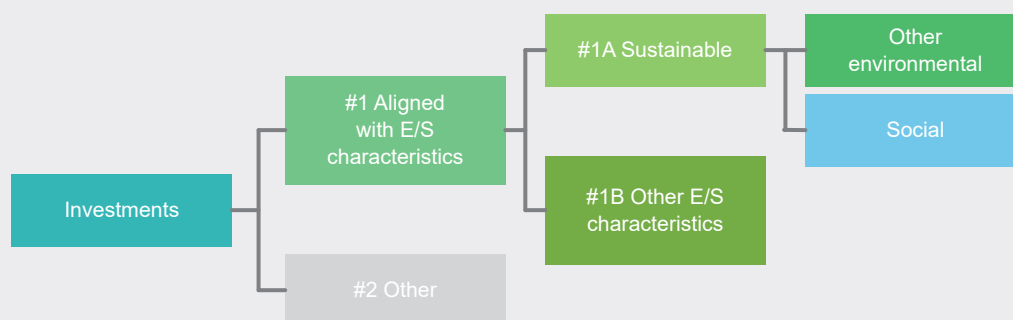 Investments
#1 Aligned
with E/S
characteristics
#2 Other
#1A Sustainable
#1B Other E/S
characteristics
Other
environmental
Social